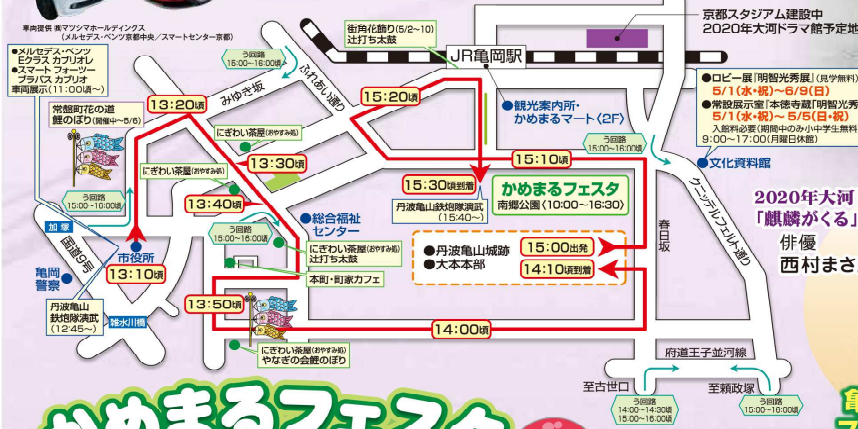 車両提供 ㈱マツシマホールディングス
(メルセデス・ベンツ京都中央/スマートセンター京都)
●メルセデス・ベンツ
Eクラス カブリオレ
●スマート フォーツー
ブラバス カブリオ
車両展示(11:00頃~)
常盤町花の道
鯉のぼり(開催中~5/6)
う回路
15:00-16:00頃
加塚
国道9号
亀岡
警察
市役所
13:10頃
丹波亀山
鉄炮隊演武
(12:45~)
雑水川橋
13:20頃
みゆき坂
う回路
15:00~16:00頃
ふれあい通り
にぎわい茶屋(おやすみ処)
13:30頃
にぎわい茶屋(おやすみ処)
13:40頃
う回路
15:00~16:00頃
総合福祉
センター
にぎわい茶屋(おやすみ処)
辻打ち太鼓
本町・町家カフェ
13:50頃
にぎわい茶屋(おやすみ処)
やなぎの会鯉のぼり
14:00頃
街角花飾り(5/2~10)
辻打ち太鼓
JR亀岡駅
15:20頃
観光案内所・
かめまるマート〈2F〉
15:10頃
15:30頃到着
丹波亀山鉄炮隊演武
(15:40~)
かめまるフェスタ
南郷公園〈10:00~16:30〉
●丹波亀山城跡
●大本本部
15:00出発
14:10頃到着
春日坂
う回路
15:00~16:00頃
京都スタジアム建設中
2020年大河ドラマ館予定地
●ロビー展『明智光秀展』(見学無料)
5/1(水・祝)~6/9(日)
●常設展示室『本徳寺蔵「明智光秀
5/1(水・祝)~ 5/5(日・祝)
入館料必要(期間中のみ小中学生無料
9:00~17:00(月曜日休館)
文化資料館
クニッテルフェルト通り
2020年大河
「麒麟がくる」
俳優
西村まさ
府道王子並河線
至古世口
至頼政塚
う回路
14:00~14:30頃
15:00~16:00頃
う回路
15:00~16:00頃
かめまるフェスタ
亀